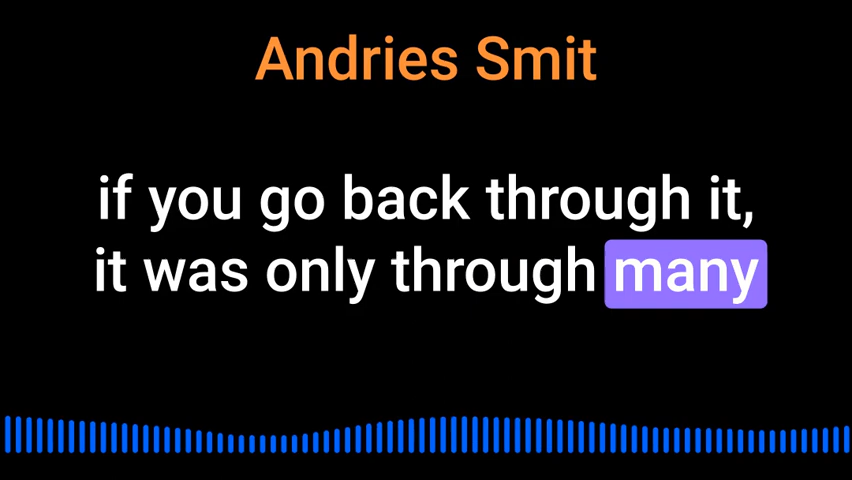 Andries Smit
if you go back through it,
it was only through many